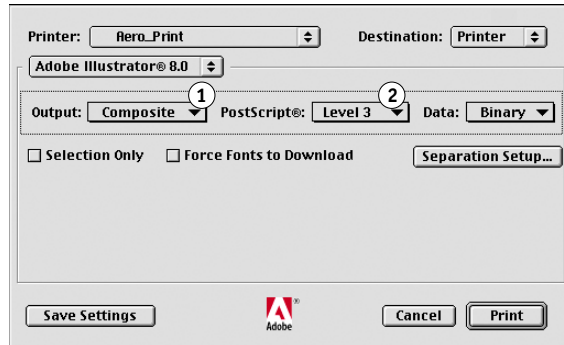 Printer: Aero_Print Destination: Printer
Adobe Illustrator® 8.0
1 2
Output: Composite PostScript®: Level 3 Data: Binary
Selection Only Force Fonts to Download Separation Setup...
Save Settings Adobe® Cancel Print